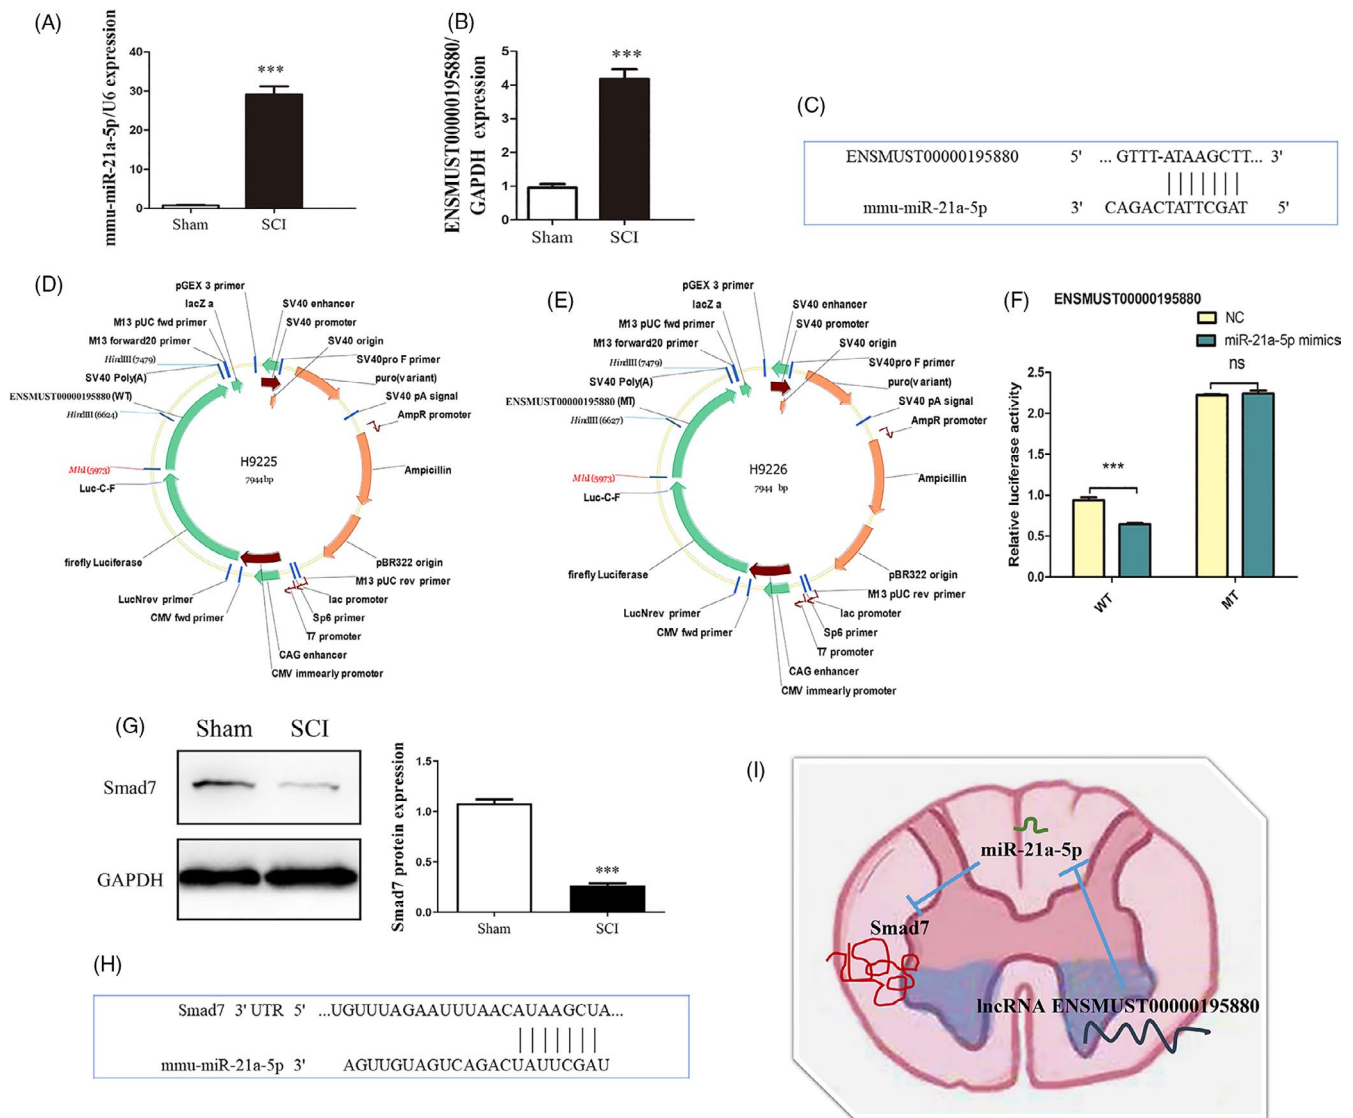 (A)
mmu-miR-21a-5p/U6 expression
40
30
20
10
0
***
Sham
SCI
(B)
ENSMUST00000195880/
GAPDH expression
5
4
3
2
1
0
***
Sham
SCI
(C)
ENSMUST00000195880 5' ... GTTT-ATAAGCTT... 3'
mmu-miR-21a-5p 3' CAGACTATTCGAT 5'
(D)
pGEX 3 primer
lacZ a
M13 pUC fwd primer
M13 forward20 primer
HindIII (7479)
SV40 Poly(A)
ENSMUST00000195880 (WT)
HindIII (6624)
MluI (5973)
Luc-C-F
firefly Luciferase
LucNrev primer
CMV fwd primer
SV40 enhancer
SV40 promoter
SV40 origin
SV40pro F primer
puro(variant)
SV40 pA signal
AmpR promoter
Ampicillin
pBR322 origin
M13 pUC rev primer
lac promoter
Sp6 primer
T7 promoter
CAG enhancer
CMV immearly promoter
H9225
7944 bp
(E)
pGEX 3 primer
lacZ a
M13 pUC fwd primer
M13 forward20 primer
HindIII (7479)
SV40 Poly(A)
ENSMUST00000195880 (MT)
HindIII (6627)
MluI (5973)
Luc-C-F
firefly Luciferase
LucNrev primer
CMV fwd primer
SV40 enhancer
SV40 promoter
SV40 origin
SV40pro F primer
puro(variant)
SV40 pA signal
AmpR promoter
Ampicillin
pBR322 origin
M13 pUC rev primer
lac promoter
Sp6 primer
T7 promoter
CAG enhancer
CMV immearly promoter
H9226
7944 bp
(F)
ENSMUST00000195880
NC
miR-21a-5p mimics
ns
Relative luciferase activity
2.5
2.0
1.5
1.0
0.5
0.0
***
WT
MT
(G)
Sham SCI
Smad7
GAPDH
Smad7 protein expression
1.5
1.0
0.5
0.0
***
Sham
SCI
(H)
Smad7 3' UTR 5' ...UGUUUAGAAUUUAACAUAAGCUA...
mmu-miR-21a-5p 3' AGUUGUAGUCAGACUAUUCGAU
(I)
miR-21a-5p
Smad7
lncRNA ENSMUST00000195880